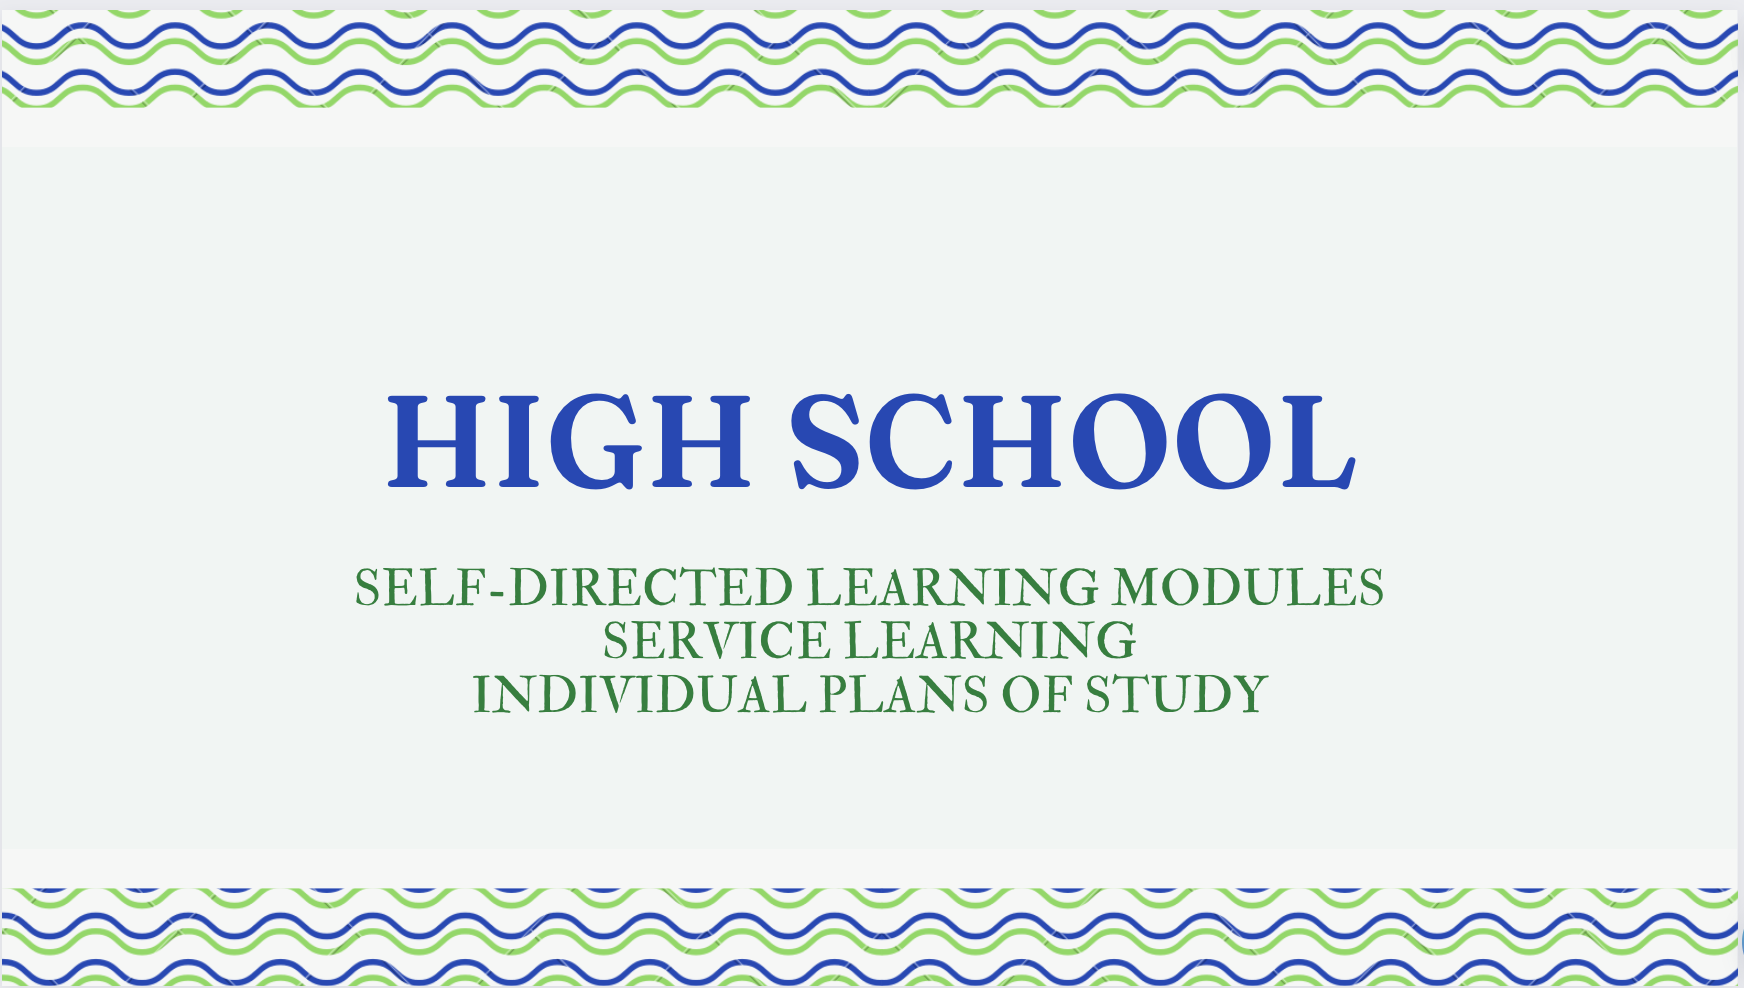 HIGH SCHOOL
SELF-DIRECTED LEARNING MODULES
SERVICE LEARNING
INDIVIDUAL PLANS OF STUDY